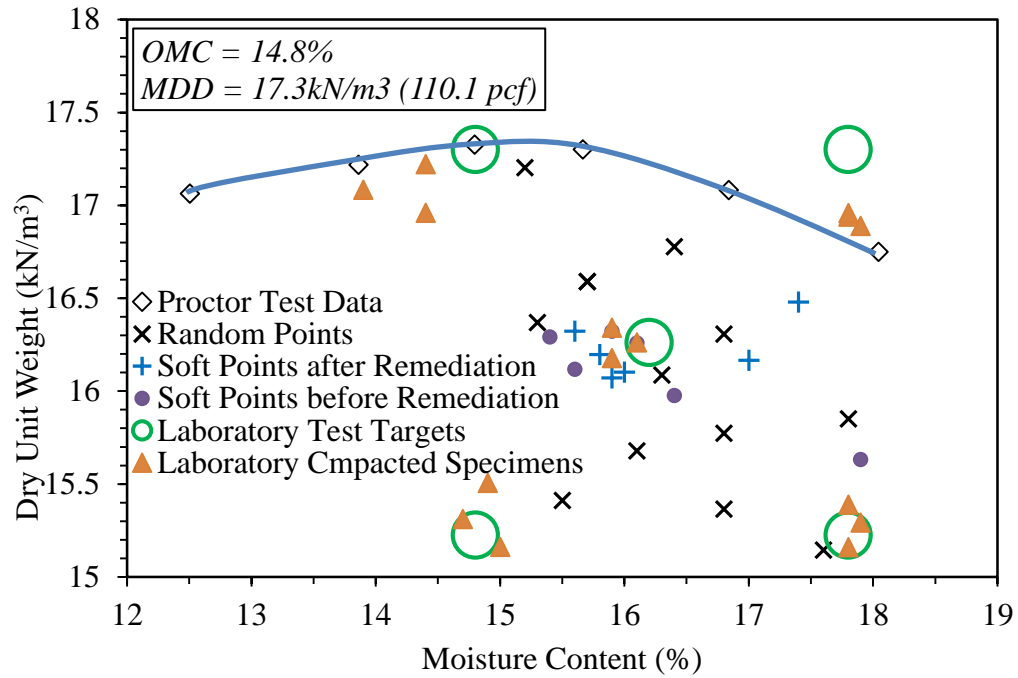 OMC = 14.8%
MDD = 17.3kN/m3 (110.1 pcf)
Dry Unit Weight (kN/m³)
18
17.5
17
16.5
16
15.5
15
Proctor Test Data
Random Points
Soft Points after Remediation
Soft Points before Remediation
Laboratory Test Targets
Laboratory Cmpacted Specimens
12 13 14 15 16 17 18 19
Moisture Content (%)